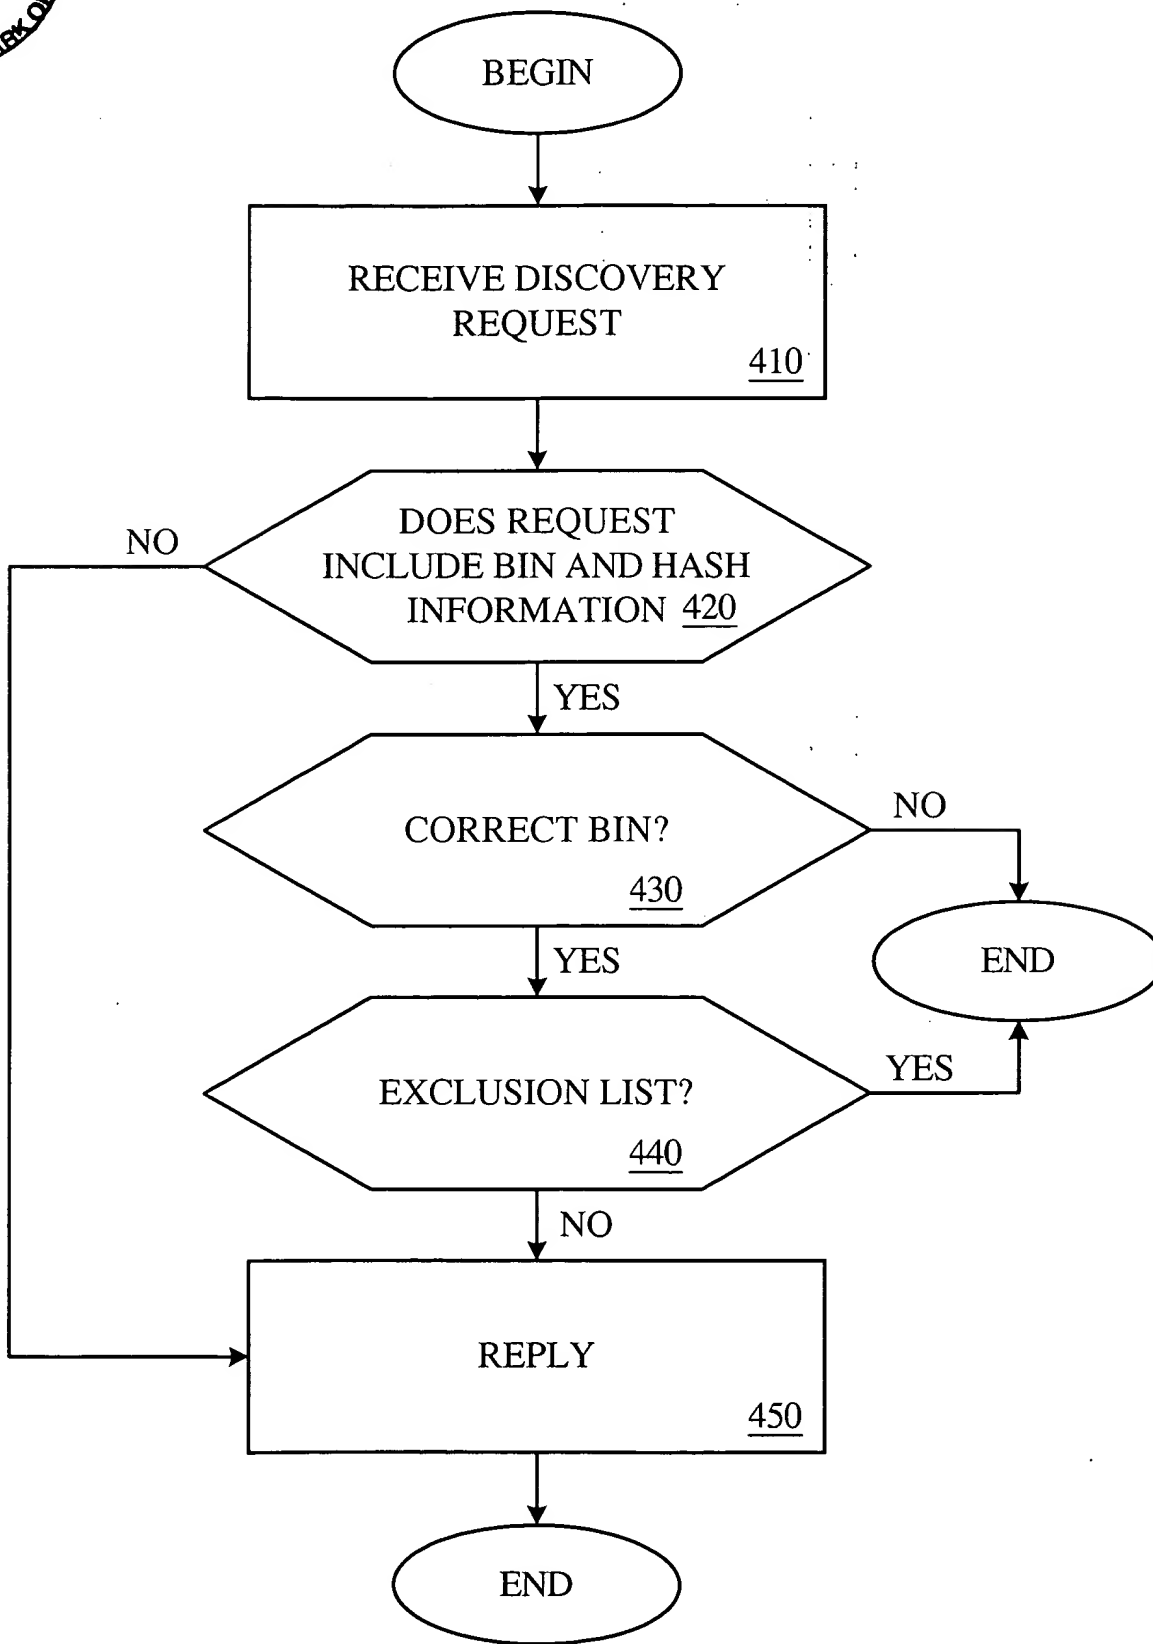 BEGIN
RECEIVE DISCOVERY
REQUEST
410
DOES REQUEST
INCLUDE BIN AND HASH
INFORMATION 420
NO
YES
CORRECT BIN?
430
NO
YES
END
EXCLUSION LIST?
440
YES
NO
REPLY
450
END